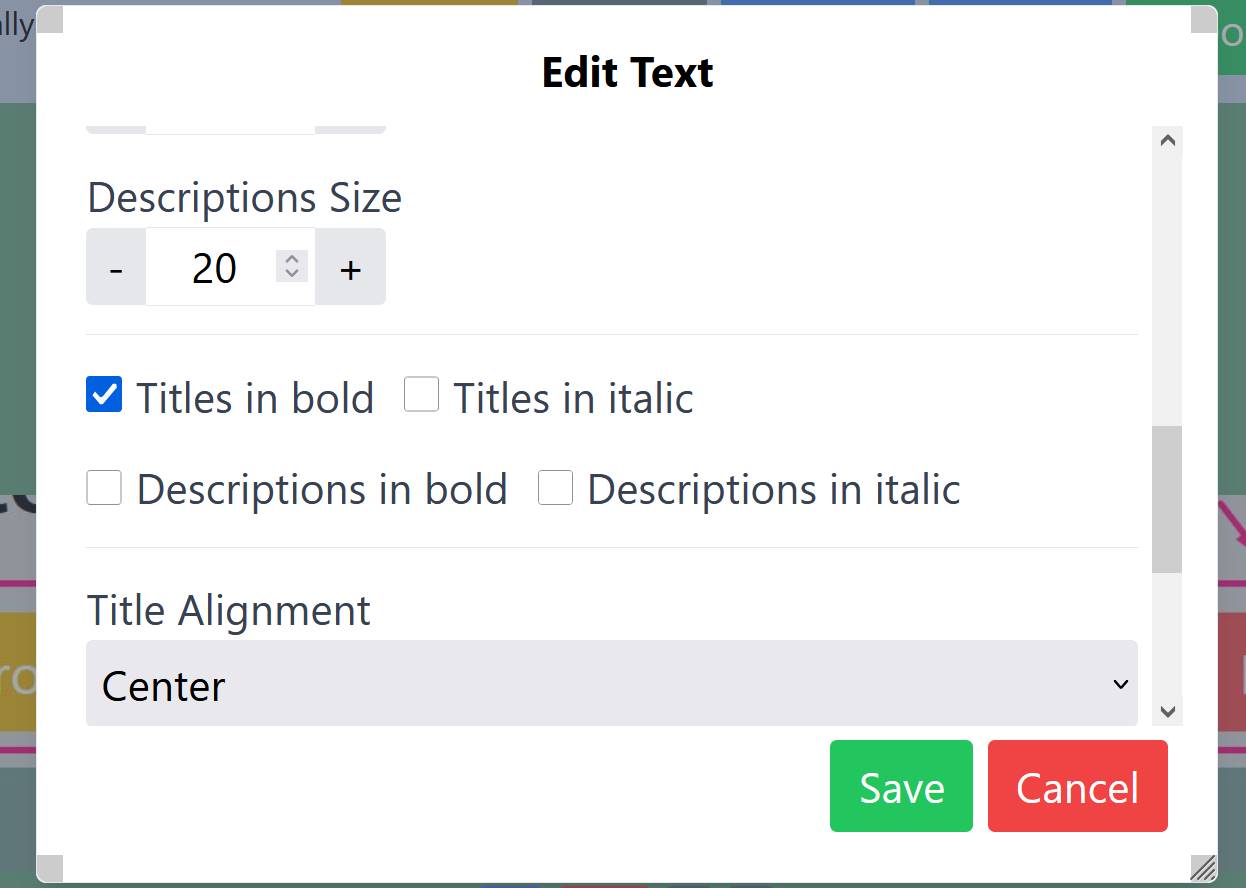 lly
Edit Text
Descriptions Size
- 20 +
Titles in bold Titles in italic
Descriptions in bold Descriptions in italic
Title Alignment
Center
Save Cancel